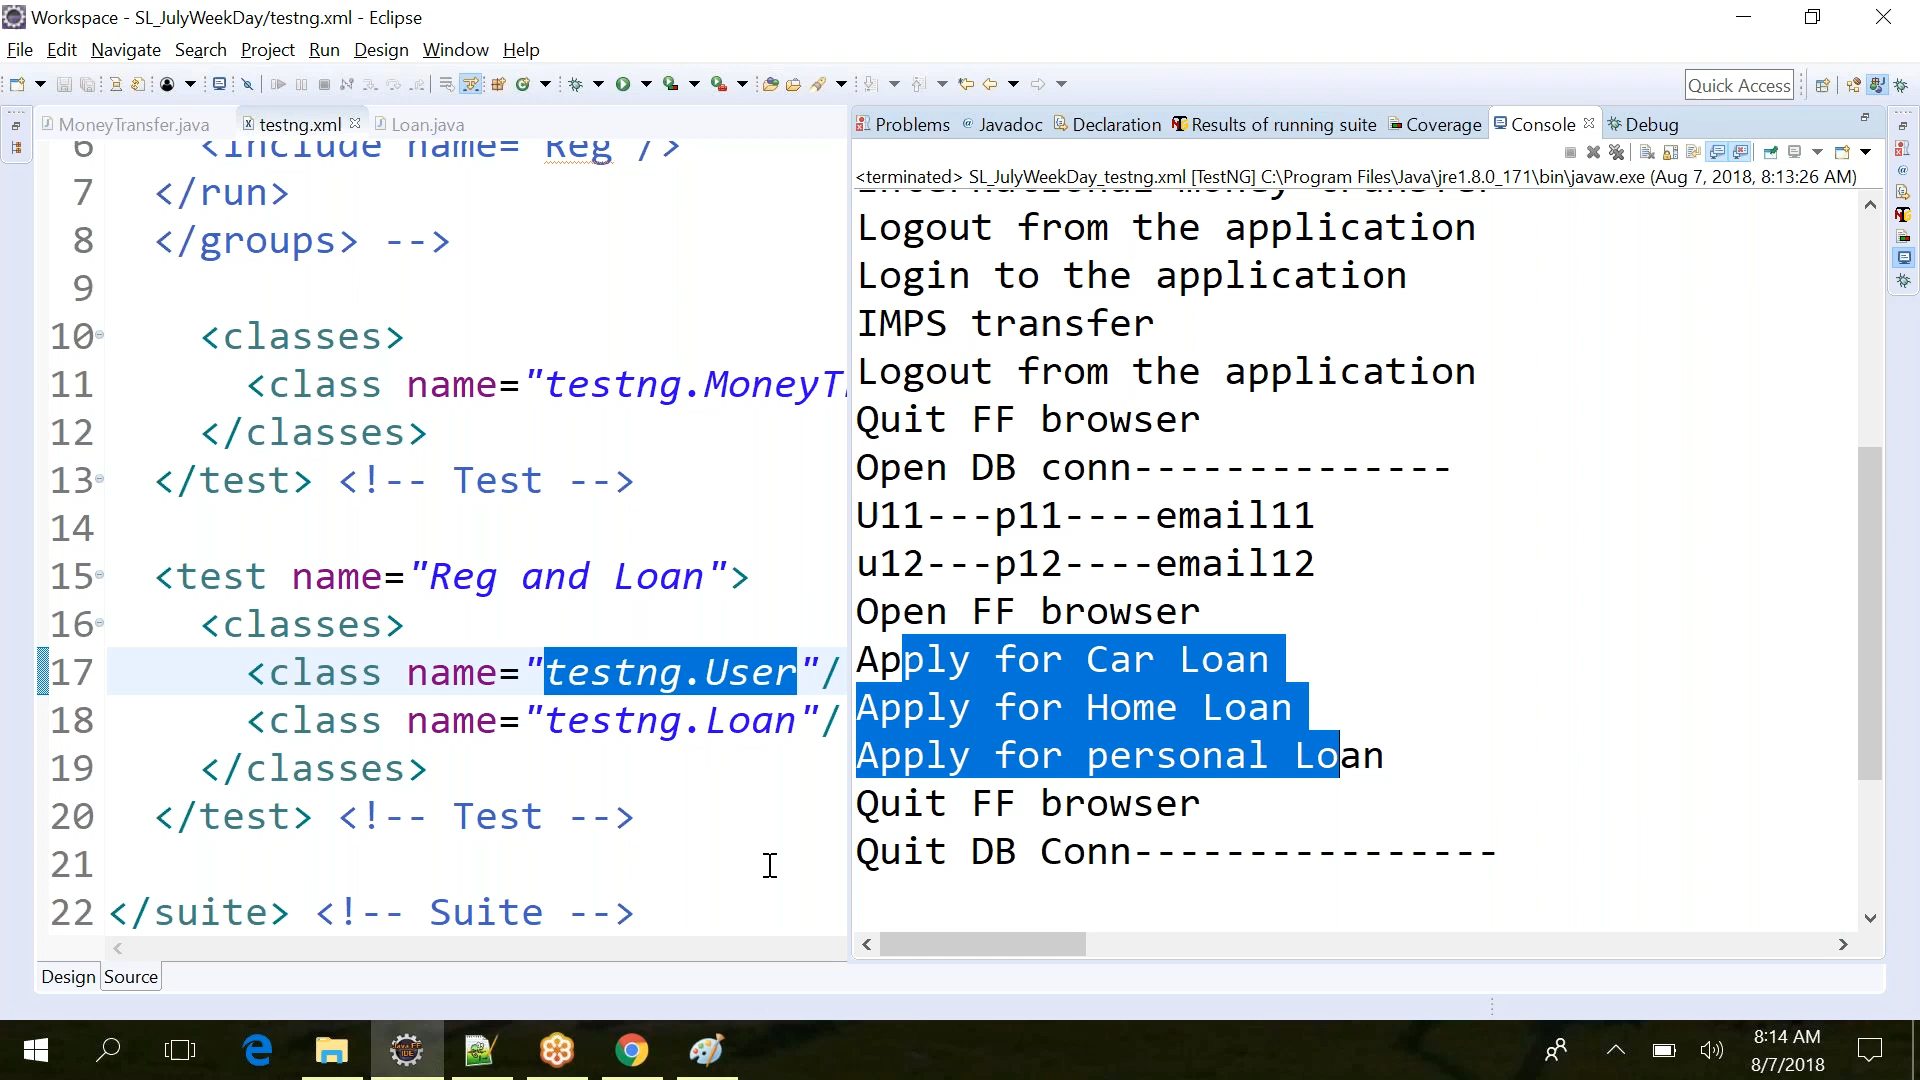 Workspace - SL_JulyWeekDay/testng.xml - Eclipse
File Edit Navigate Search Project Run Design Window Help
Quick Access
MoneyTransfer.java testng.xml Loan.java
Problems Javadoc Declaration Results of running suite Coverage Console Debug
<terminated> SL_JulyWeekDay_testng.xml [TestNG] C:\Program Files\Java\jre1.8.0_171\bin\javaw.exe (Aug 7, 2018, 8:13:26 AM)
6 <include name="Reg"/>
7 </run>
8 </groups> -->
9
10 <classes>
11 <class name="testng.MoneyT
12 </classes>
13 </test> <!-- Test -->
14
15 <test name="Reg and Loan">
16 <classes>
17 <class name="testng.User"/
18 <class name="testng.Loan"/
19 </classes>
20 </test> <!-- Test -->
21
22 </suite> <!-- Suite -->
Design Source
International money transfer
Logout from the application
Login to the application
IMPS transfer
Logout from the application
Quit FF browser
Open DB conn--------------
U11---p11----email11
u12---p12----email12
Open FF browser
Apply for Car Loan
Apply for Home Loan
Apply for personal Loan
Quit FF browser
Quit DB Conn----------------
8:14 AM
8/7/2018